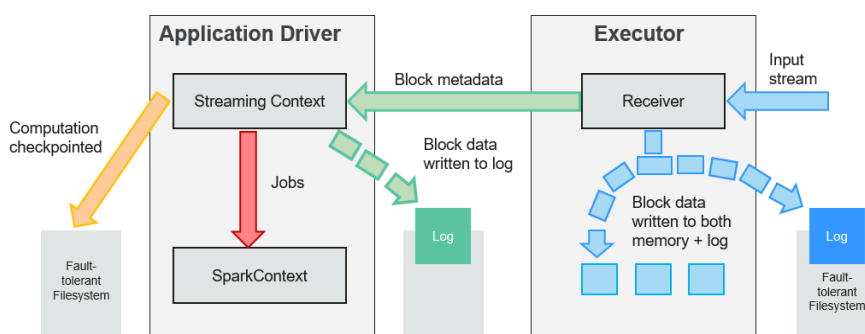 Application Driver
Executor
Streaming Context
Block metadata
Receiver
Input
stream
Computation
checkpointed
Jobs
Block data
written to log
Block data
written to both
memory + log
Log
Log
Fault-
tolerant
Filesystem
SparkContext
Fault-
tolerant
Filesystem